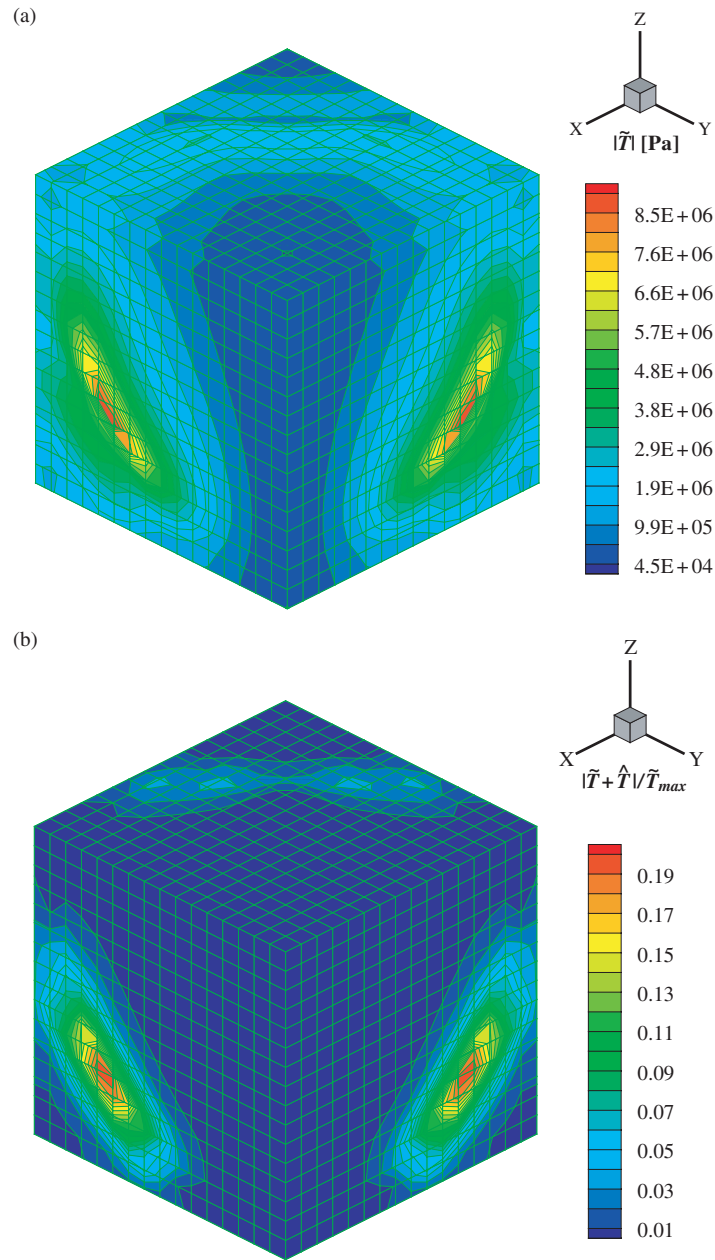 (a)
Z
X
Y
|T̃| [Pa]
8.5E+06
7.6E+06
6.6E+06
5.7E+06
4.8E+06
3.8E+06
2.9E+06
1.9E+06
9.9E+05
4.5E+04
(b)
Z
X
Y
|T̃ + T̂|/T̃max
0.19
0.17
0.15
0.13
0.11
0.09
0.07
0.05
0.03
0.01